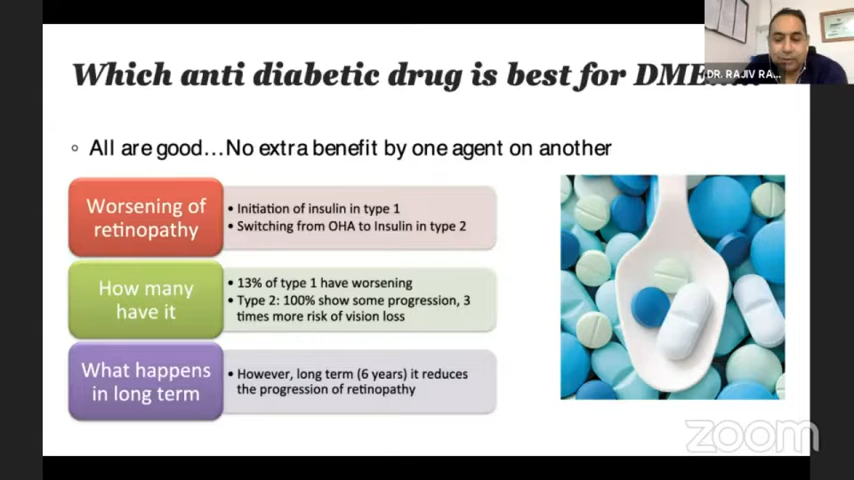 Which anti diabetic drug is best for DME
DR. RAJIV RA...
◦ All are good...No extra benefit by one agent on another
Worsening of
retinopathy
• Initiation of insulin in type 1
• Switching from OHA to Insulin in type 2
How many
have it
• 13% of type 1 have worsening
• Type 2: 100% show some progression, 3
times more risk of vision loss
What happens
in long term
• However, long term (6 years) it reduces
the progression of retinopathy
zoom